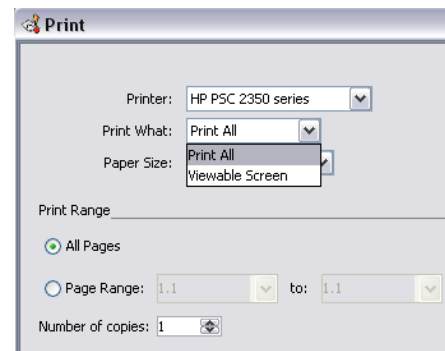 Print
Printer: HP PSC 2350 series
Print What: Print All
Print All
Paper Size:
Viewable Screen
Print Range
All Pages
Page Range: 1.1 to: 1.1
Number of copies: 1